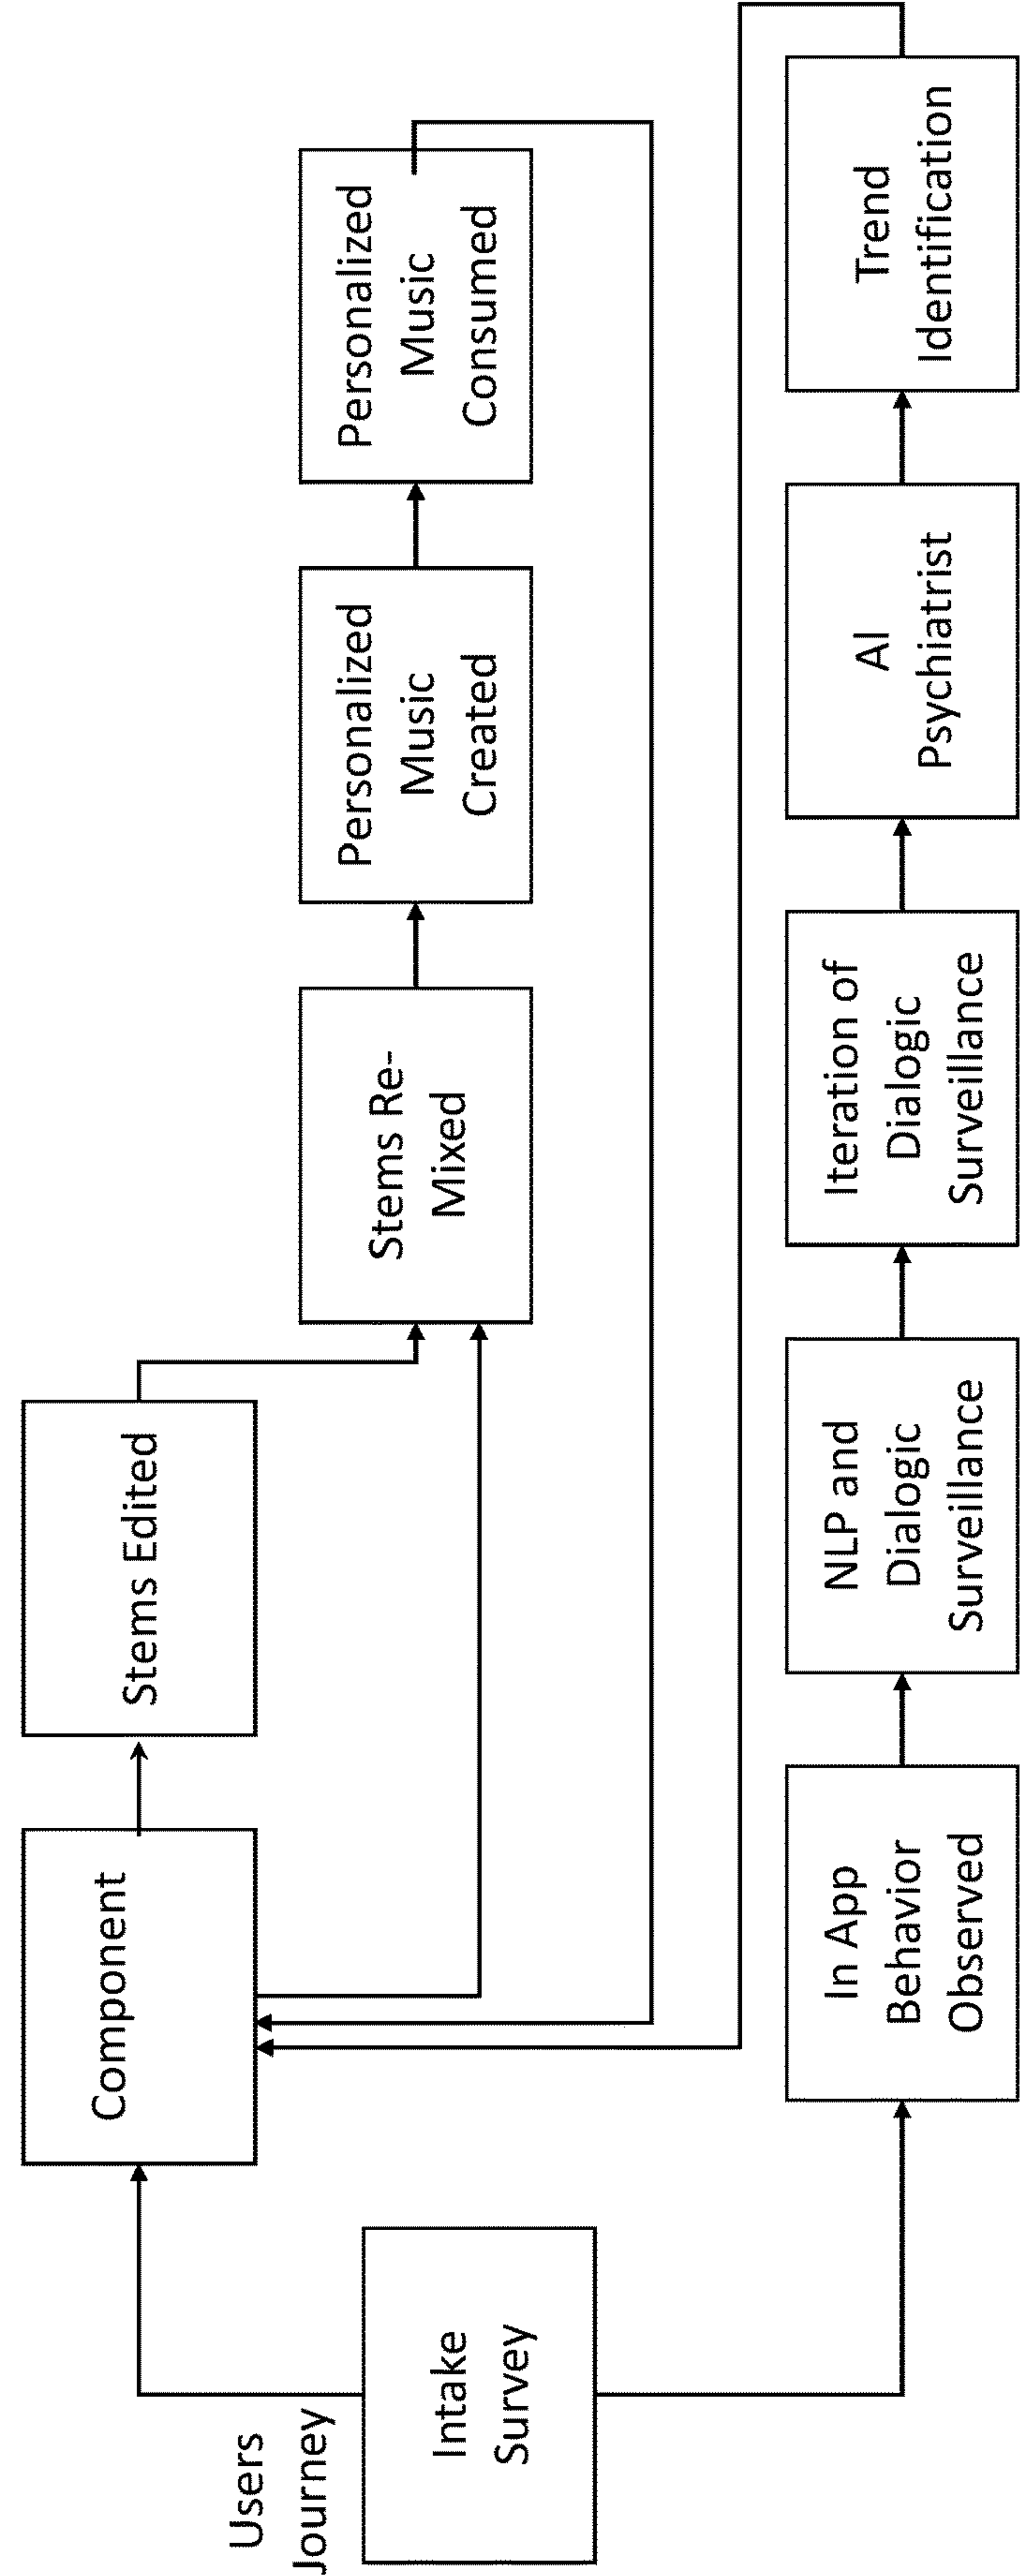 Users
Journey
Intake
Survey
Component
Stems Edited
Stems Re-
Mixed
Personalized
Music
Created
Personalized
Music
Consumed
In App
Behavior
Observed
NLP and
Dialogic
Surveillance
Iteration of
Dialogic
Surveillance
AI
Psychiatrist
Trend
Identification